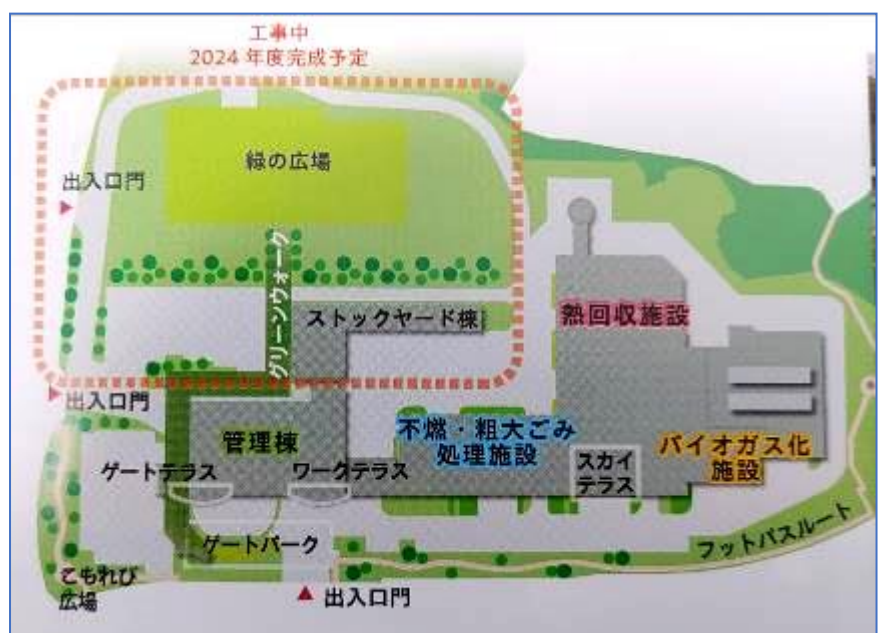 工事中
2024年度完成予定
緑の広場
出入口門
グリーンウォーク
ストックヤード棟
熱回収施設
出入口門
管理棟
不燃・粗大ごみ
処理施設
スカイ
テラス
バイオガス化
施設
ゲートテラス
ワークテラス
ゲートパーク
フットパスルート
こもれび
広場
出入口門